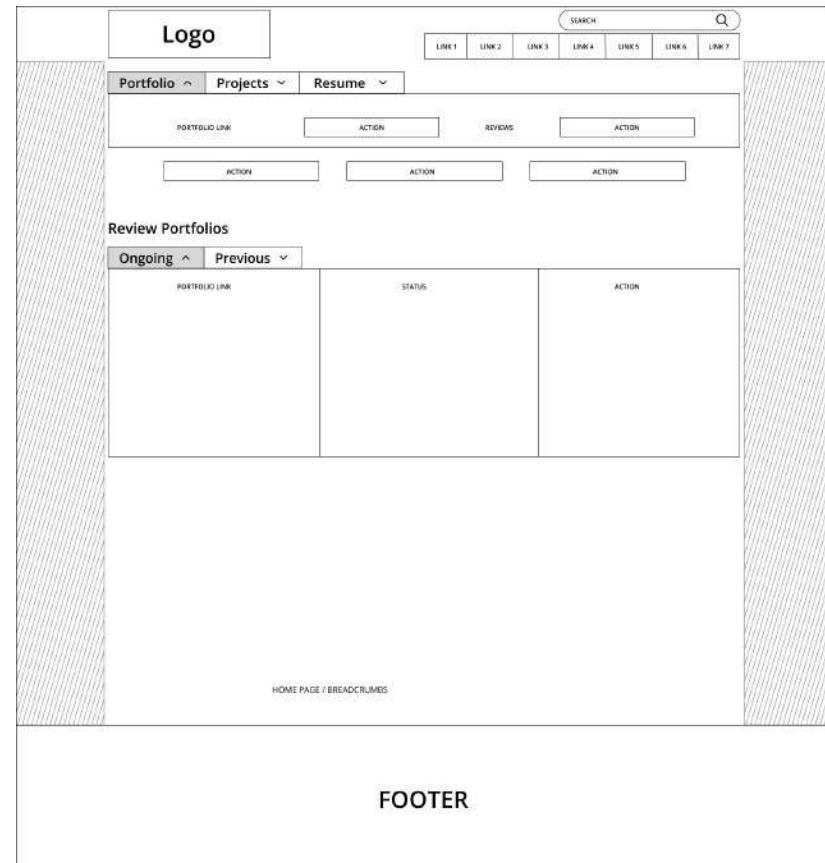 Logo
SEARCH
LINK 1 LINK 2 LINK 3 LINK 4 LINK 5 LINK 6 LINK 7
Portfolio Projects Resume
PORTFOLIO LINK ACTION REVIEWS ACTION
ACTION ACTION ACTION
Review Portfolios
Ongoing Previous
PORTFOLIO LINK STATUS ACTION
HOME PAGE / BREADCRUMBS
FOOTER